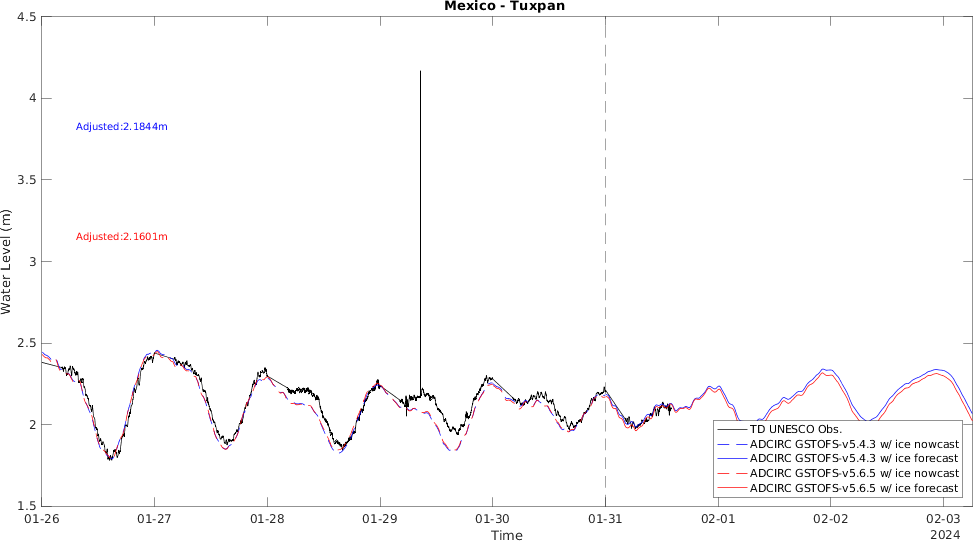 Mexico - Tuxpan
4.5
4
3.5
3
2.5
2
1.5
Water Level (m)
Adjusted:2.1844m
Adjusted:2.1601m
TD UNESCO Obs.
ADCIRC GSTOFS-v5.4.3 w/ ice nowcast
ADCIRC GSTOFS-v5.4.3 w/ ice forecast
ADCIRC GSTOFS-v5.6.5 w/ ice nowcast
ADCIRC GSTOFS-v5.6.5 w/ ice forecast
01-26 01-27 01-28 01-29 01-30 01-31 02-01 02-02 02-03
Time
2024